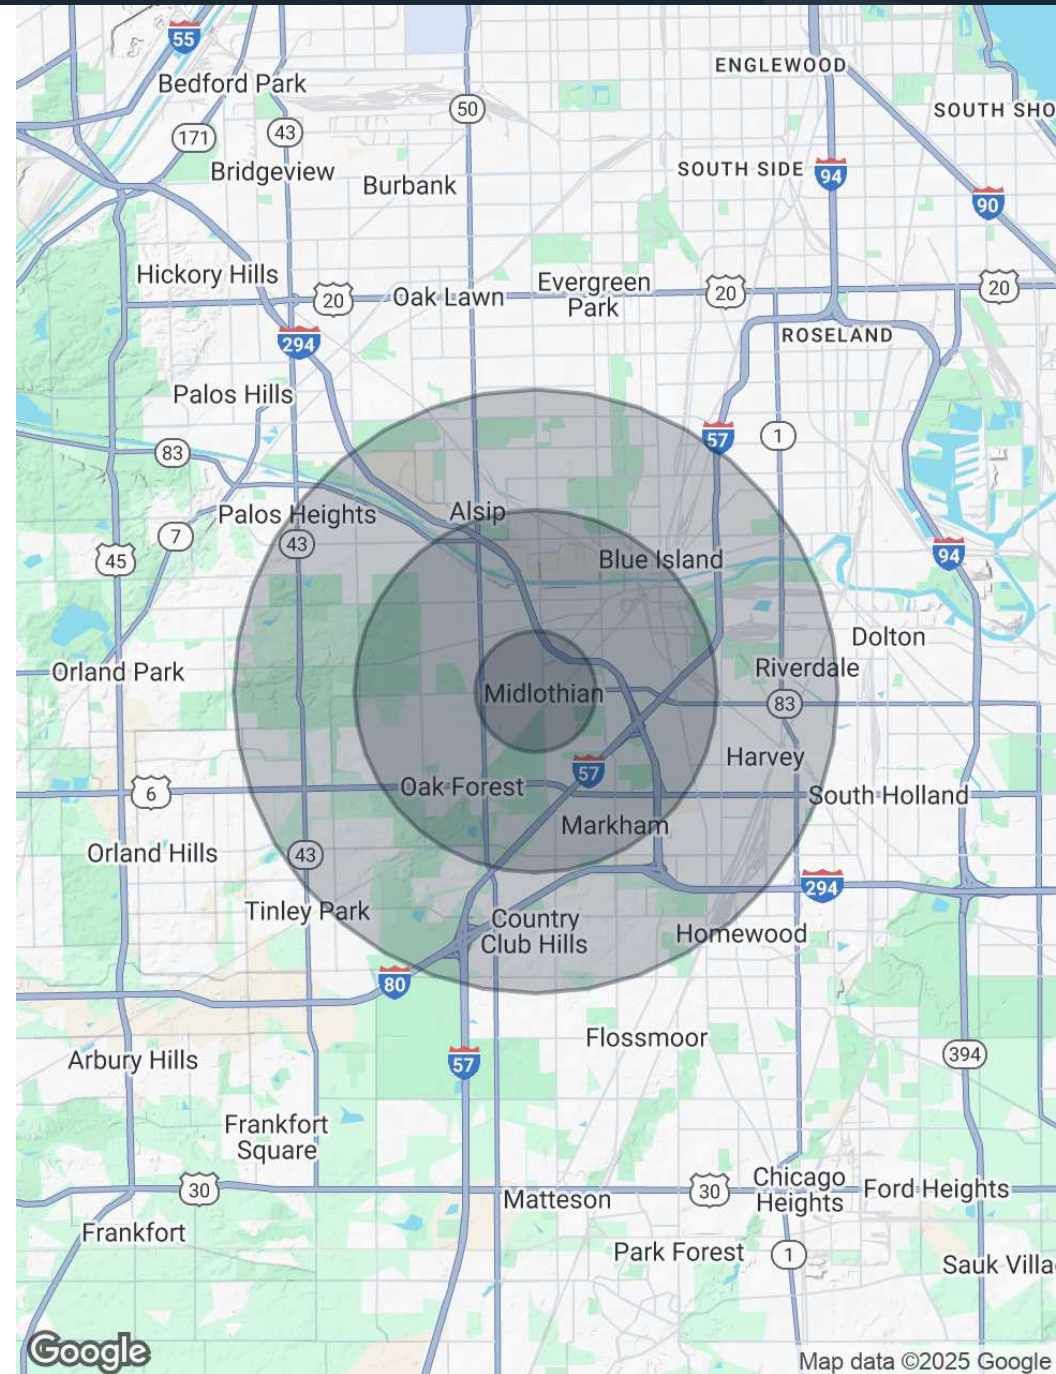 55
Bedford Park
ENGLEWOOD
50
SOUTH SHO
171
43
Bridgeview
Burbank
SOUTH SIDE
94
90
Hickory Hills
20
Oak Lawn
Evergreen
Park
20
20
294
ROSELAND
Palos Hills
83
57
1
Palos Heights
Alsip
7
43
45
Blue Island
94
Dolton
Orland Park
Riverdale
Midlothian
83
Harvey
57
6
Oak Forest
South Holland
Markham
Orland Hills
43
294
Tinley Park
Country
Club Hills
Homewood
80
Flossmoor
57
394
Arbury Hills
Frankfort
Square
30
Matteson
30
Chicago
Heights
Ford Heights
Frankfort
Park Forest
1
Sauk Villa
Google
Map data ©2025 Google